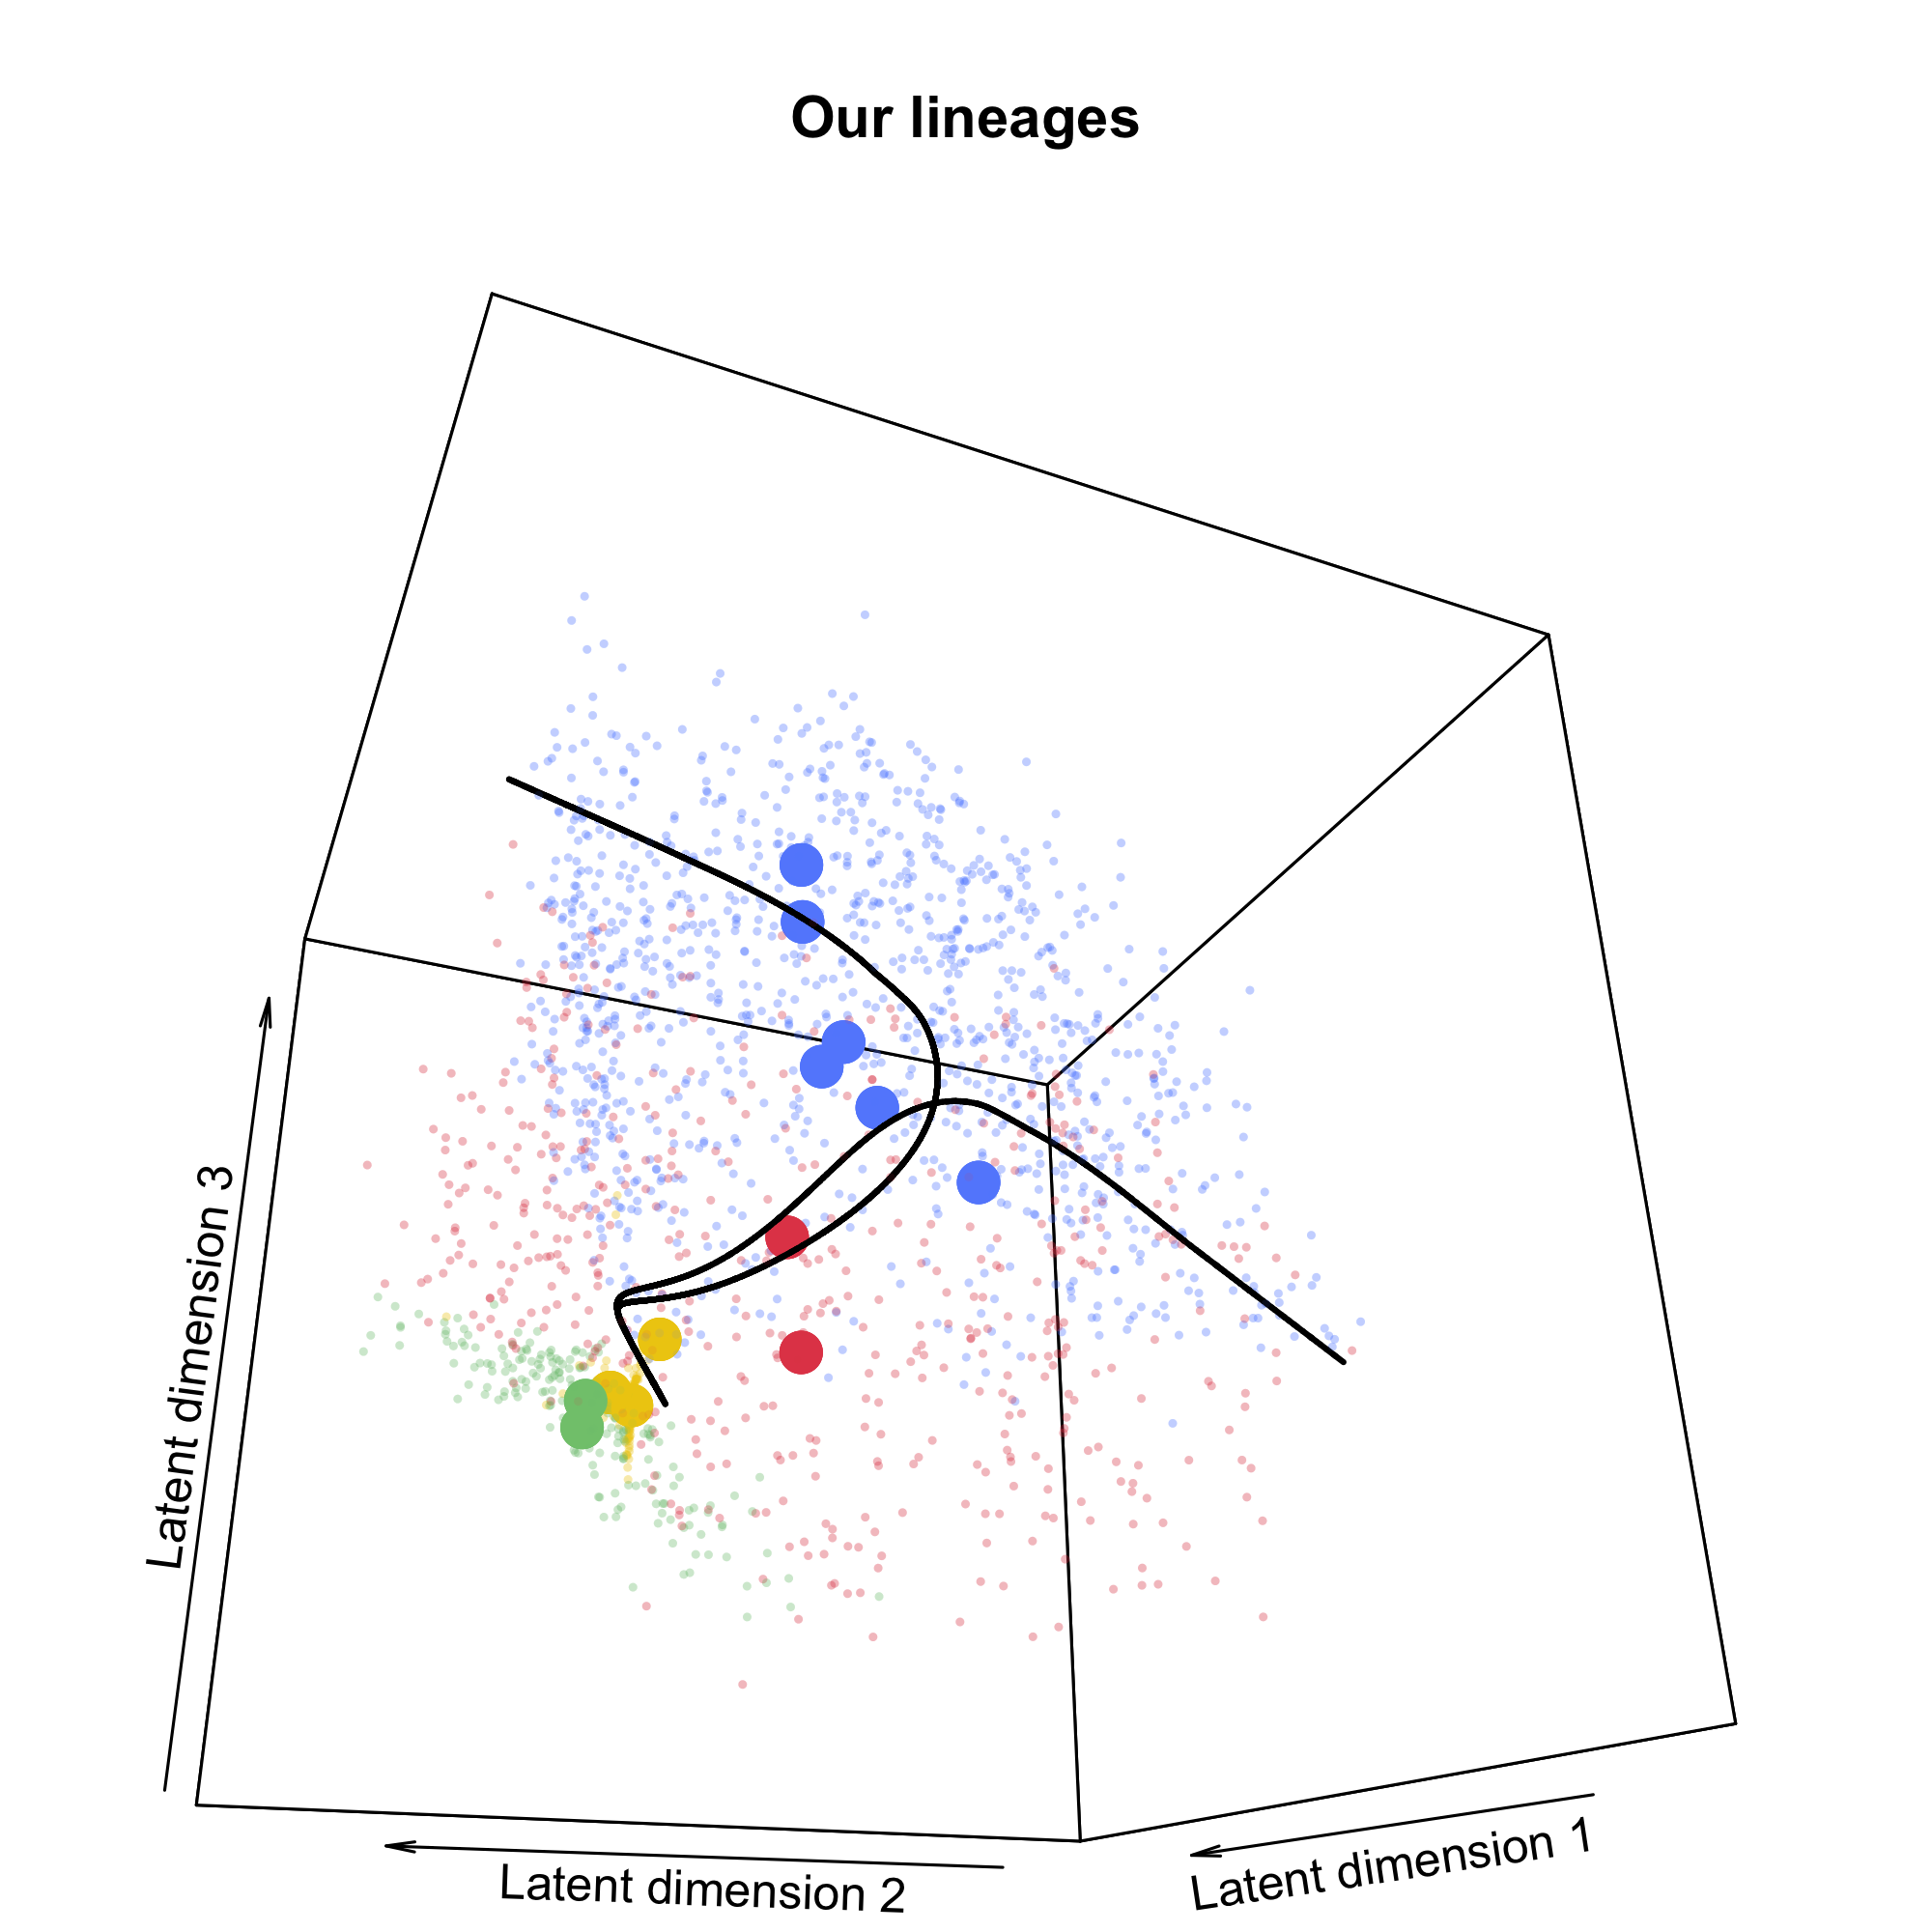 Our lineages
Latent dimension 3
Latent dimension 2
Latent dimension 1